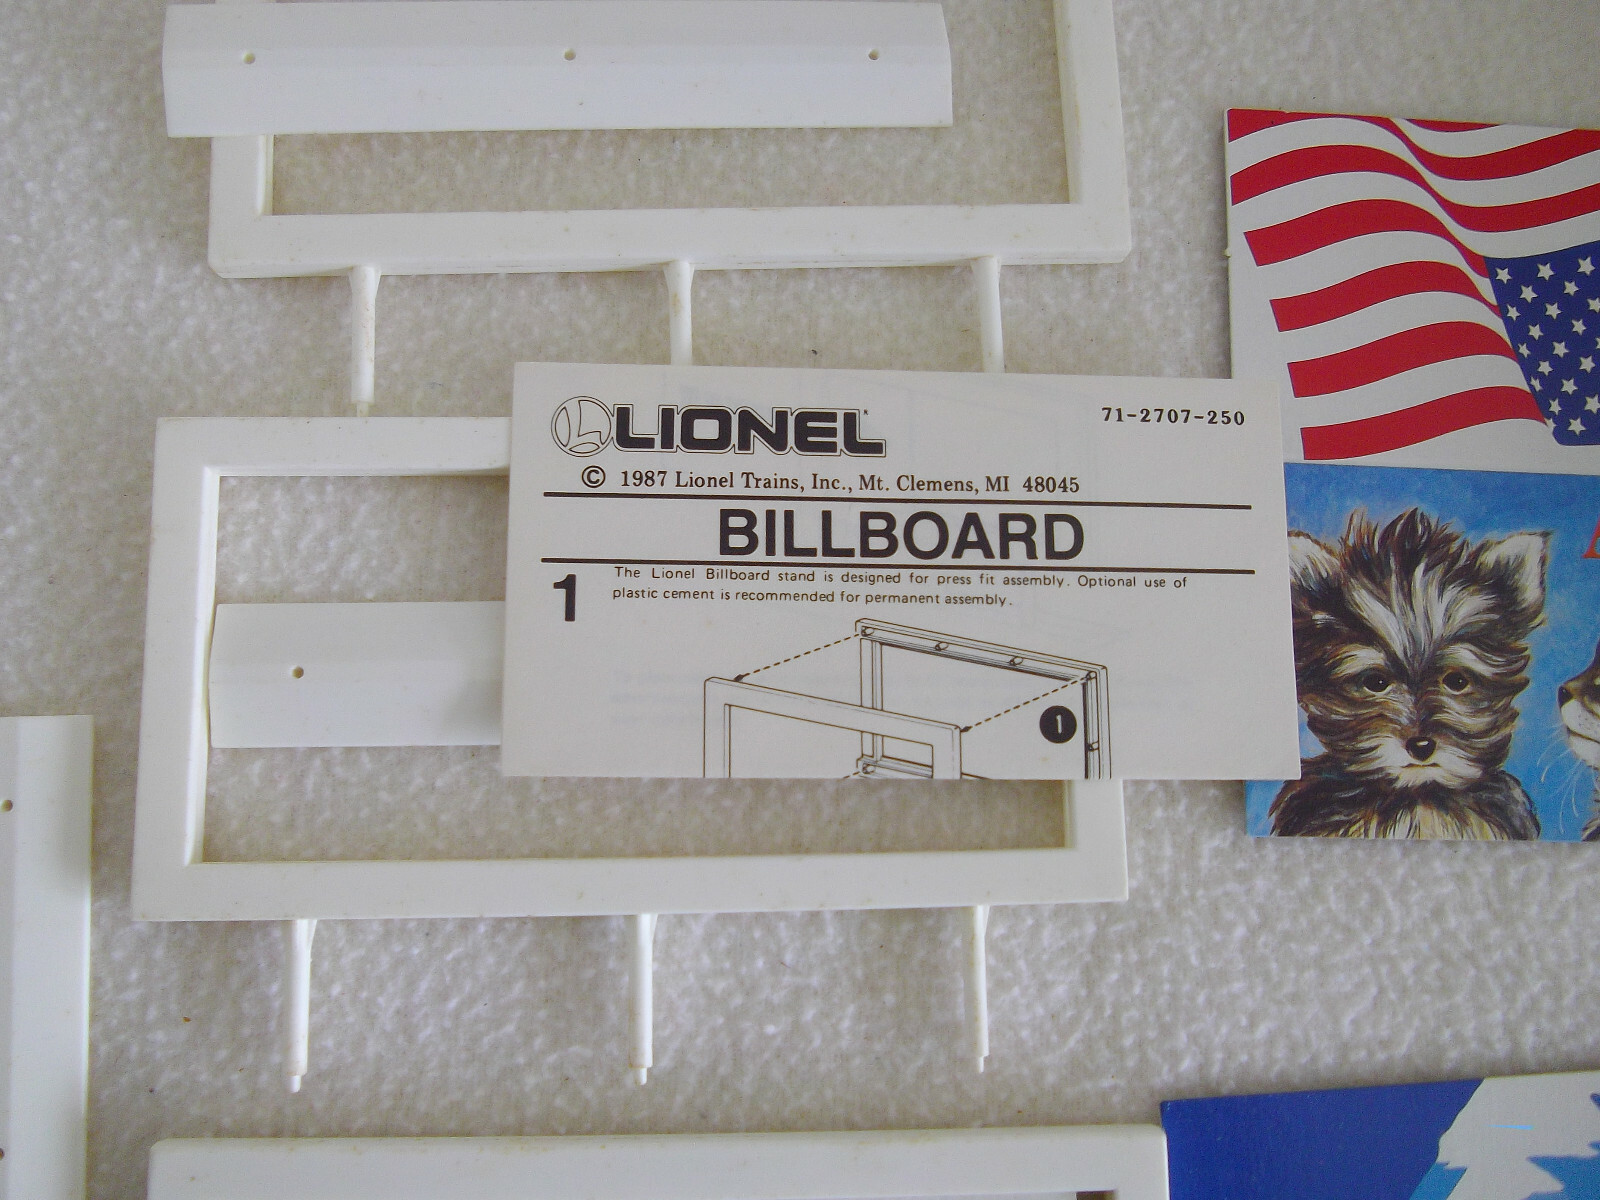 LIONEL
71-2707-250
© 1987 Lionel Trains, Inc., Mt. Clemens, MI 48045
BILLBOARD
1 The Lionel Billboard stand is designed for press fit assembly. Optional use of
plastic cement is recommended for permanent assembly.
1